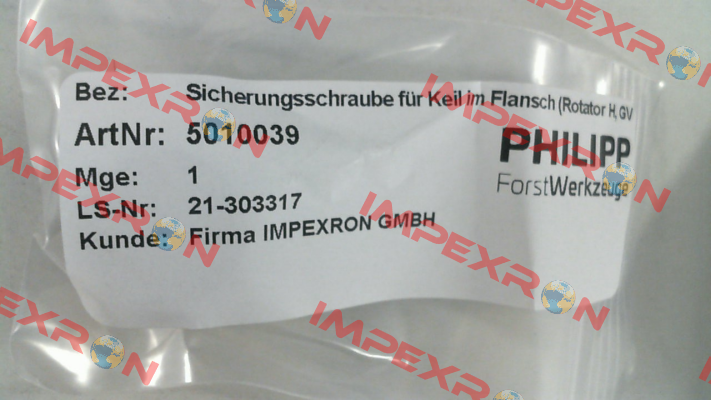 Bez: Sicherungsschraube für Keil im Flansch (Rotator H, GV
ArtNr: 5010039
Mge: 1
LS-Nr: 21-303317
Kunde: Firma IMPEXRON GMBH
PHILIPP
ForstWerkzeuge
IMPEXRON
IMPEXRON
IMPEXRON
IMPEXRON
IMPEXRON